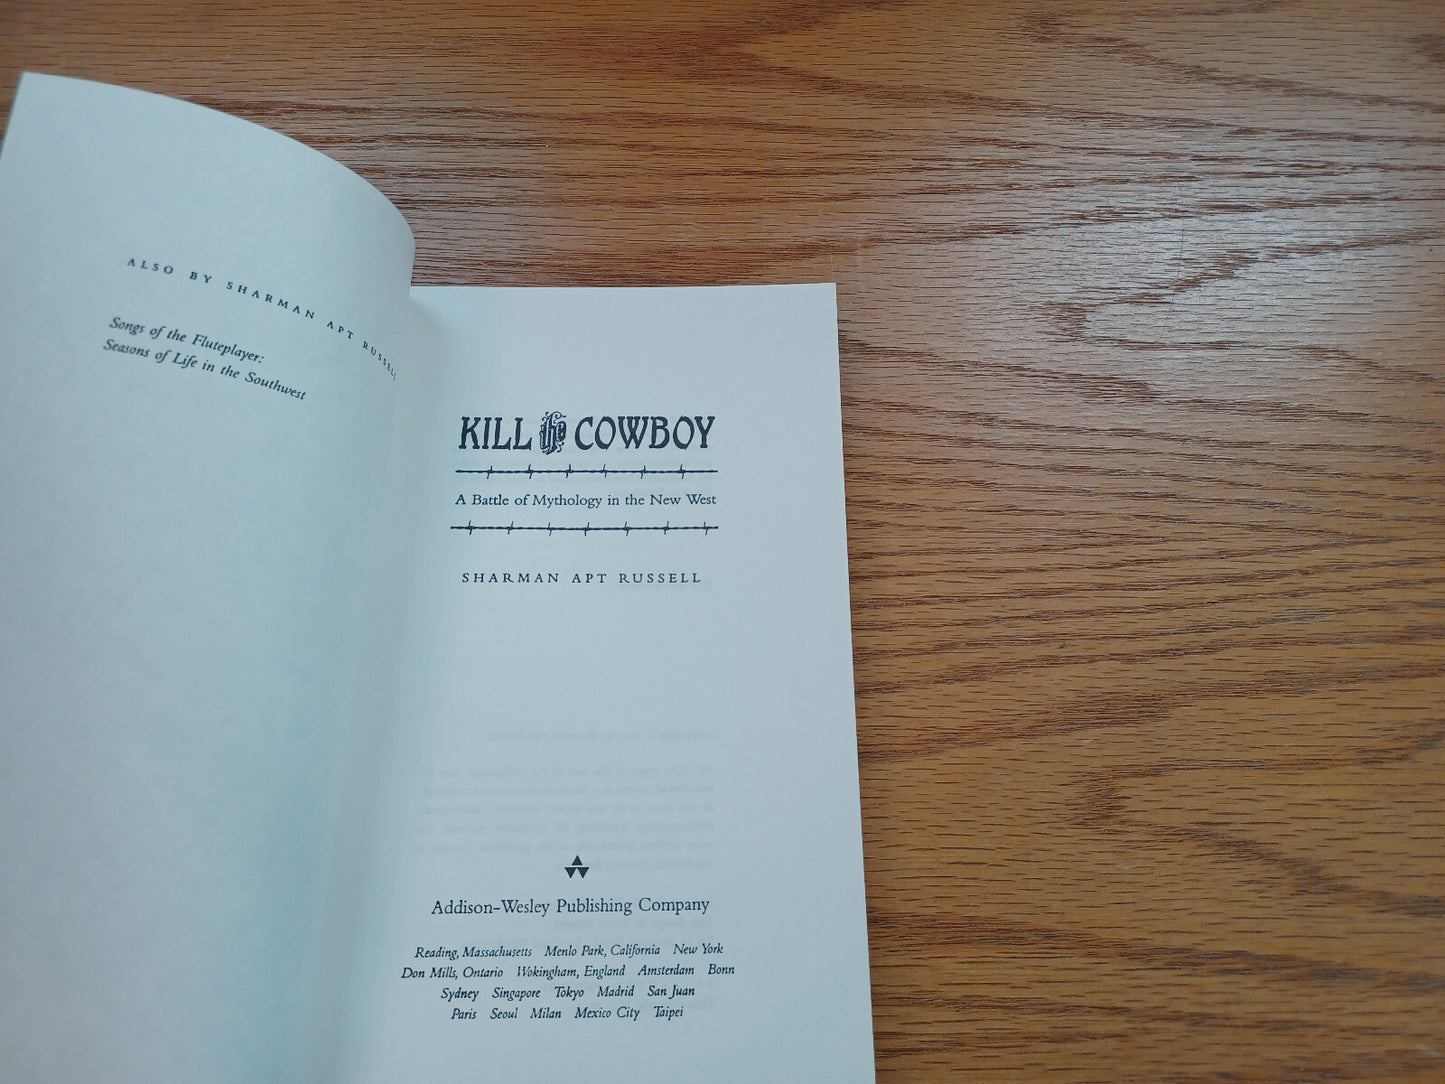 ALSO BY SHARMAN APT RUSSELL
Songs of the Fluteplayer:
Seasons of Life in the Southwest
KILL the COWBOY
A Battle of Mythology in the New West
SHARMAN APT RUSSELL
Addison-Wesley Publishing Company
Reading, Massachusetts Menlo Park, California New York
Don Mills, Ontario Wokingham, England Amsterdam Bonn
Sydney Singapore Tokyo Madrid San Juan
Paris Seoul Milan Mexico City Taipei